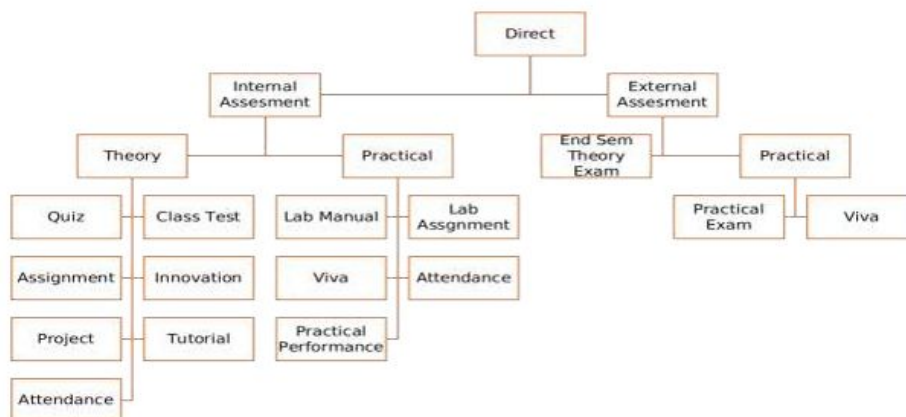 Direct
Internal
Assesment
External
Assesment
Theory
Practical
End Sem
Theory
Exam
Practical
Quiz
Class Test
Lab Manual
Lab
Assgnment
Practical
Exam
Viva
Assignment
Innovation
Viva
Attendance
Project
Tutorial
Practical
Performance
Attendance